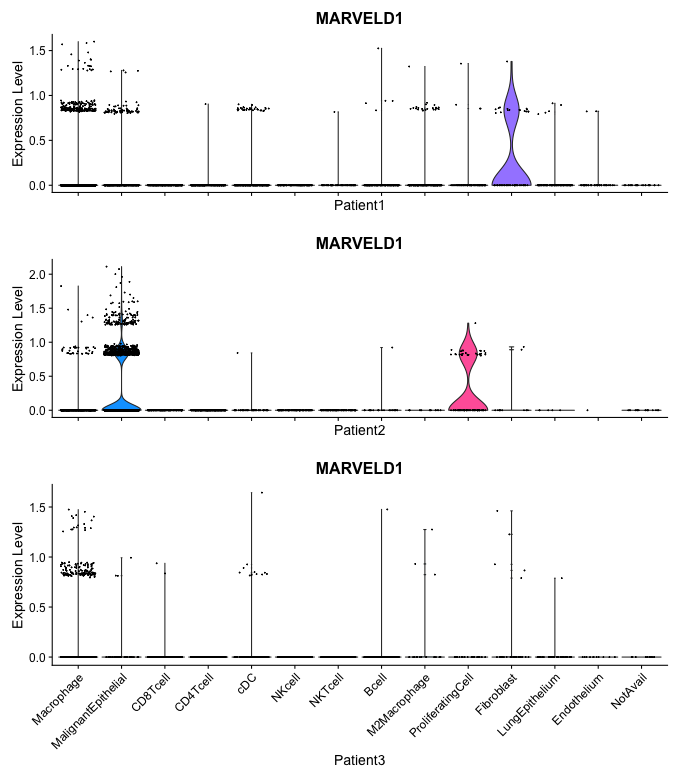 MARVELD1
Expression Level
1.5
1.0
0.5
0.0
Patient1
MARVELD1
Expression Level
2.0
1.5
1.0
0.5
0.0
Patient2
MARVELD1
Expression Level
1.5
1.0
0.5
0.0
Macrophage
MalignantEpithelial
CD8Tcell
CD4Tcell
cDC
NKcell
NKTcell
Bcell
M2Macrophage
ProliferatingCell
Fibroblast
LungEpithelium
Endothelium
NotAvail
Patient3